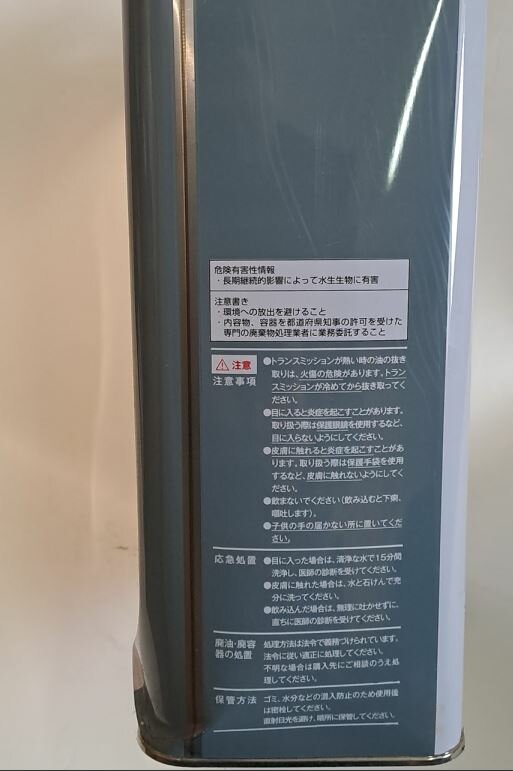 危険有害性情報
・長期継続的影響によって水生生物に有害
注意書き
・環境への放出を避けること
・内容物、容器を都道府県知事の許可を受けた
専門の廃棄物処理業者に業務委託すること
⚠注意
注意事項
●トランスミッションが熱い時の油の抜き
取りは、火傷の危険があります。トラン
スミッションが冷めてから抜き取ってく
ださい。
●目に入ると炎症を起こすことがあります。
取り扱う際は保護眼鏡を使用するなど、
目に入らないようにしてください。
●皮膚に触れると炎症を起こすことがあ
ります。取り扱う際は保護手袋を使用
するなど、皮膚に触れないようにしてく
ださい。
●飲まないでください（飲み込むと下痢、
嘔吐します）。
●子供の手の届かない所に置いてくだ
さい。
応急処置
●目に入った場合は、清浄な水で15分間
洗浄し、医師の診断を受けてください。
●皮膚に触れた場合は、水と石けんで充
分に洗ってください。
●飲み込んだ場合は、無理に吐かせずに、
直ちに医師の診断を受けてください。
廃油・廃容
器の処置
処理方法は法令で義務づけられています。
法令に従い適正に処理してください。
不明な場合は購入先にご相談のうえ処
理してください。
保管方法
ゴミ、水分などの混入防止のため使用後
は密栓してください。
直射日光を避け、暗所に保管してください。